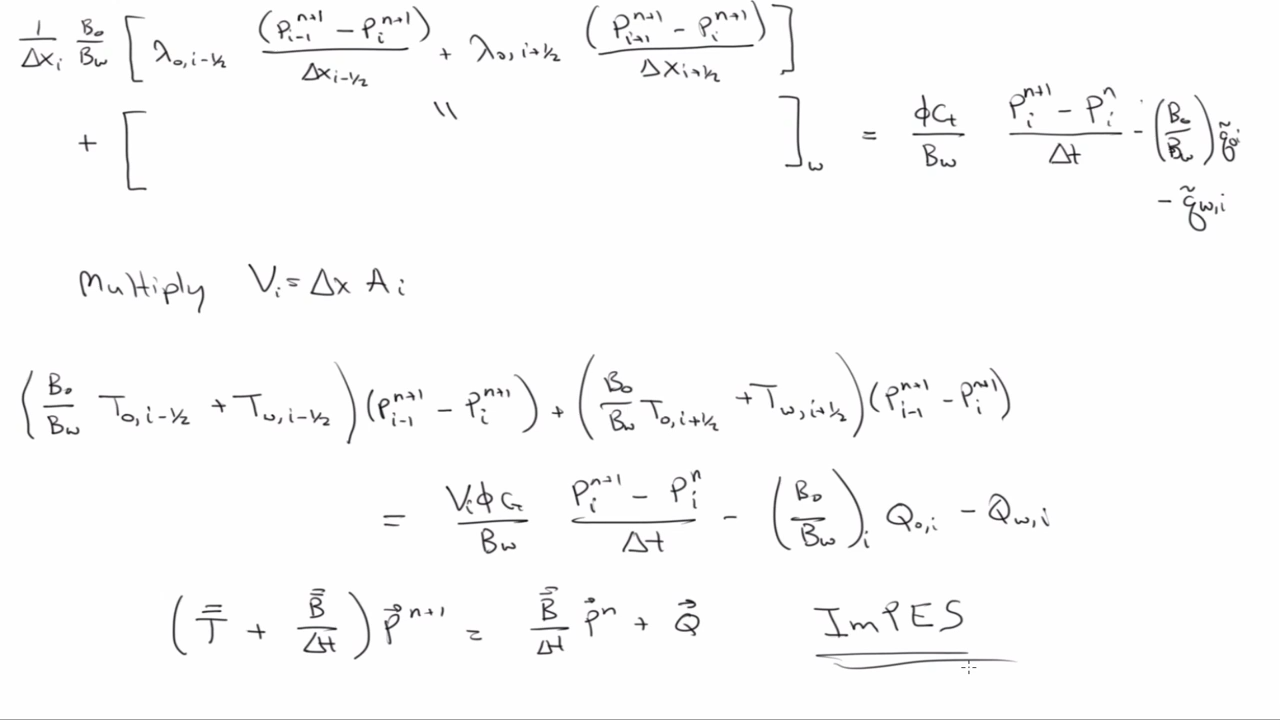 1/Δx_i B_o/B_w [ λ_{o,i-1/2} (P_{i-1}^{n+1} - P_i^{n+1})/Δx_{i-1/2} + λ_{o,i+1/2} (P_{i+1}^{n+1} - P_i^{n+1})/Δx_{i+1/2} ]
+ [ " ]_w = φC_t/B_w (P_i^{n+1} - P_i^n)/Δt - (B_o/B_w) q̃
- q̃_{w,i}
Multiply V_i = Δx A_i
(B_o/B_w T_{o,i-1/2} + T_{w,i-1/2})(P_{i-1}^{n+1} - P_i^{n+1}) + (B_o/B_w T_{o,i+1/2} + T_{w,i+1/2})(P_{i-1}^{n+1} - P_i^{n+1})
= V_iφC_t/B_w (P_i^{n+1} - P_i^n)/Δt - (B_o/B_w)_i Q_{o,i} - Q_{w,i}
(T̿ + B̿/Δt) P⃗^{n+1} = B̿/Δt P⃗^n + Q⃗ ImPES